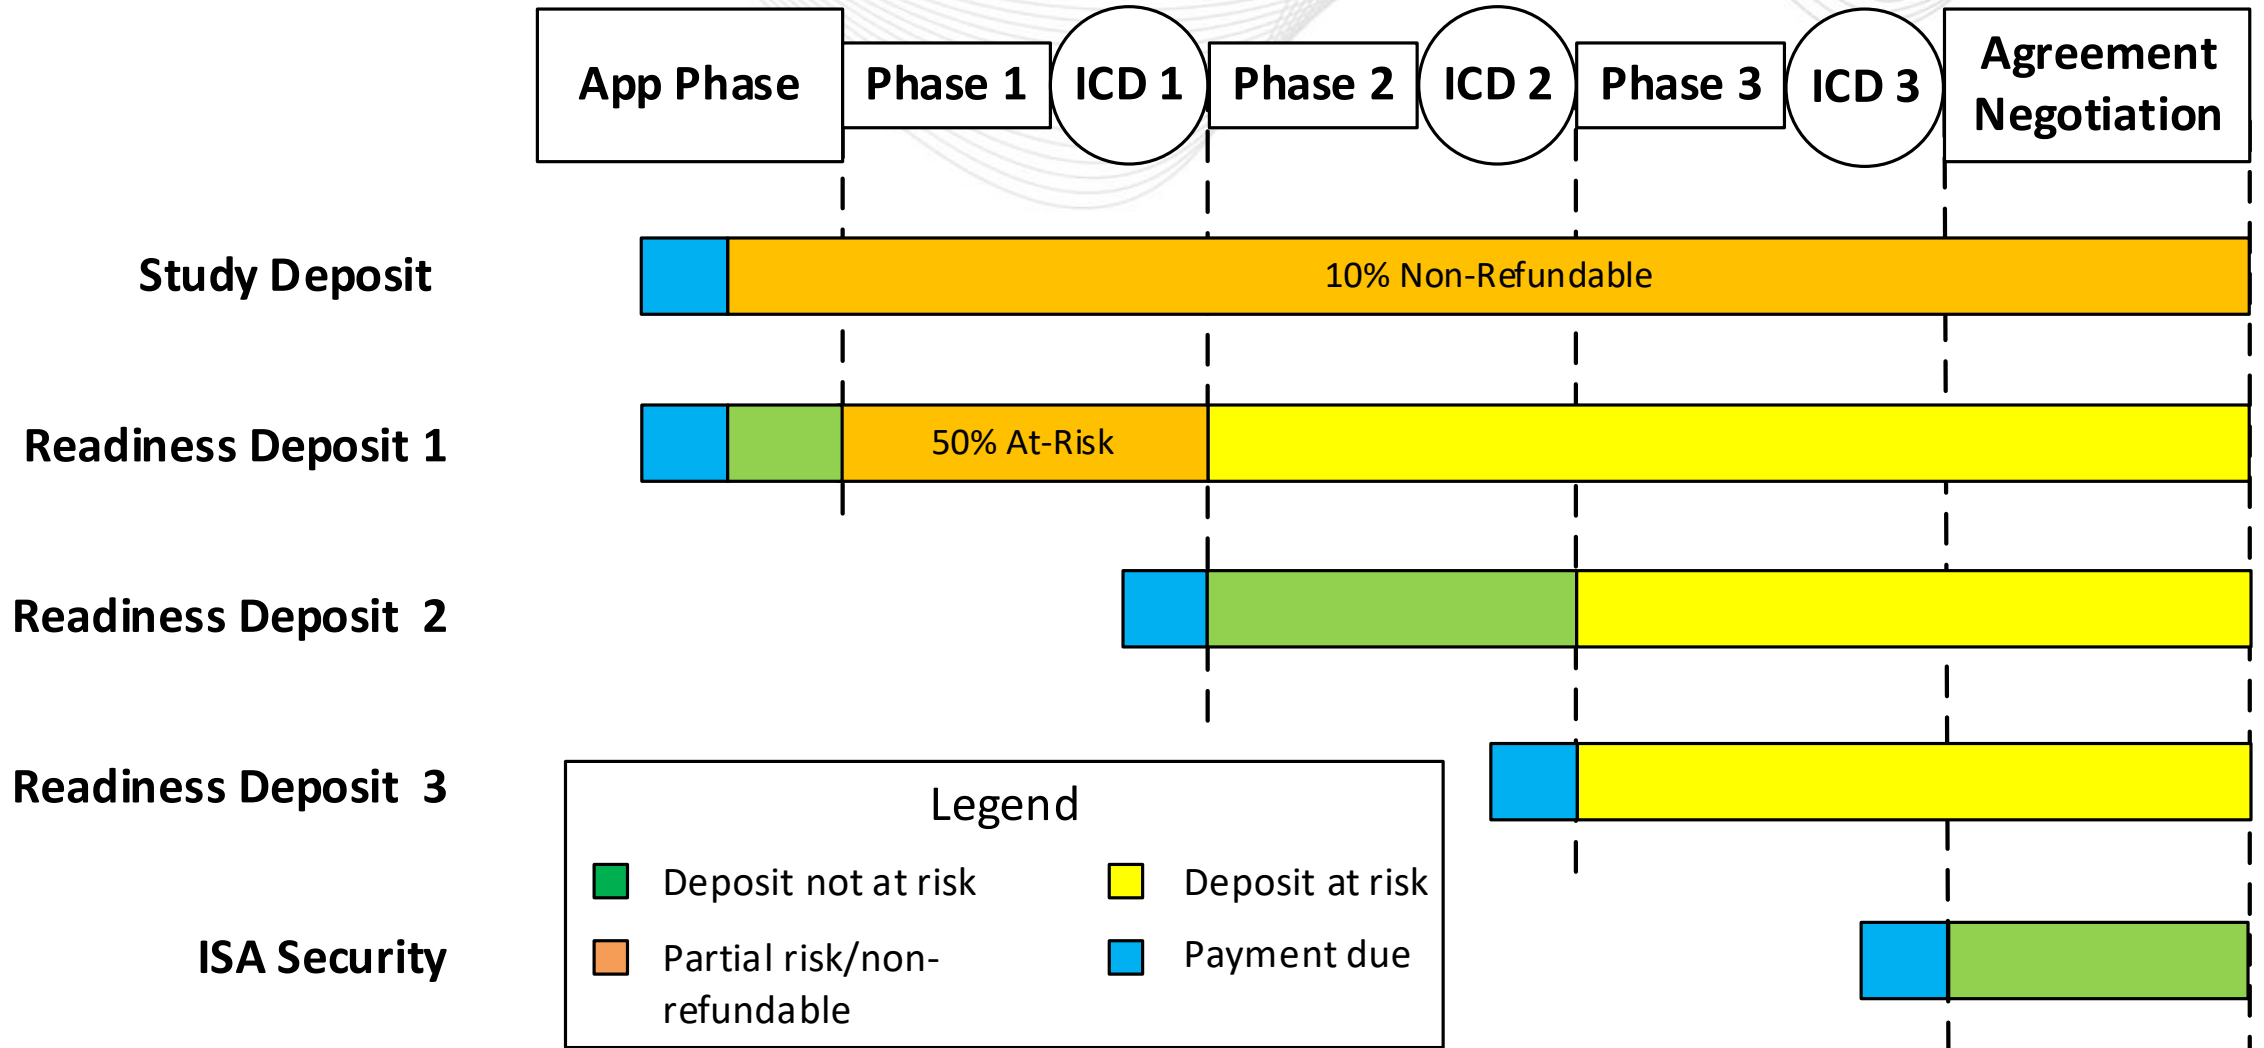 App Phase
Phase 1
ICD 1
Phase 2
ICD 2
Phase 3
ICD 3
Agreement
Negotiation
Study Deposit
10% Non-Refundable
Readiness Deposit 1
50% At-Risk
Readiness Deposit 2
Readiness Deposit 3
ISA Security
Legend
Deposit not at risk
Deposit at risk
Partial risk/non-
refundable
Payment due